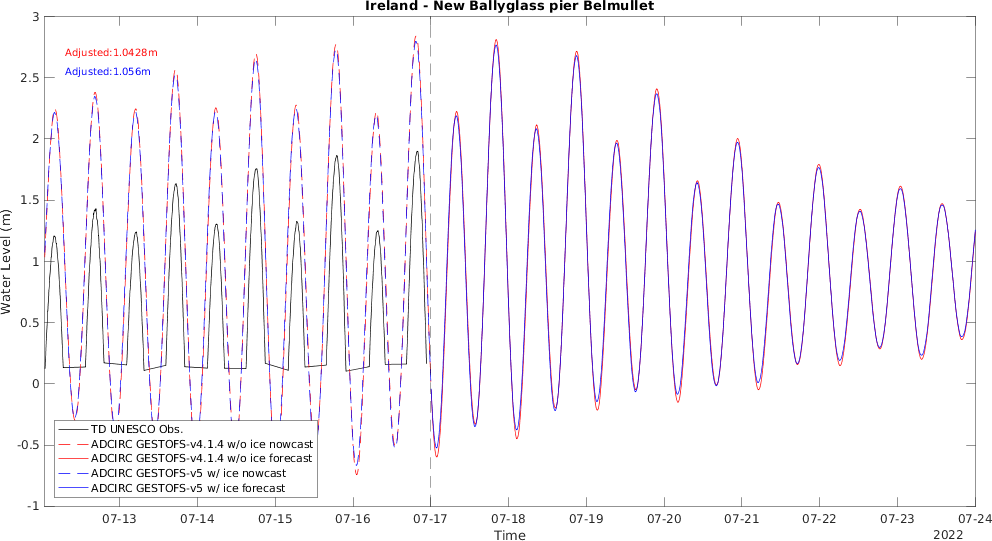 Ireland - New Ballyglass pier Belmullet
3
2.5
2
1.5
1
0.5
0
-0.5
-1
Water Level (m)
Adjusted:1.0428m
Adjusted:1.056m
TD UNESCO Obs.
ADCIRC GESTOFS-v4.1.4 w/o ice nowcast
ADCIRC GESTOFS-v4.1.4 w/o ice forecast
ADCIRC GESTOFS-v5 w/ ice nowcast
ADCIRC GESTOFS-v5 w/ ice forecast
07-13 07-14 07-15 07-16 07-17 07-18 07-19 07-20 07-21 07-22 07-23 07-24
Time
2022